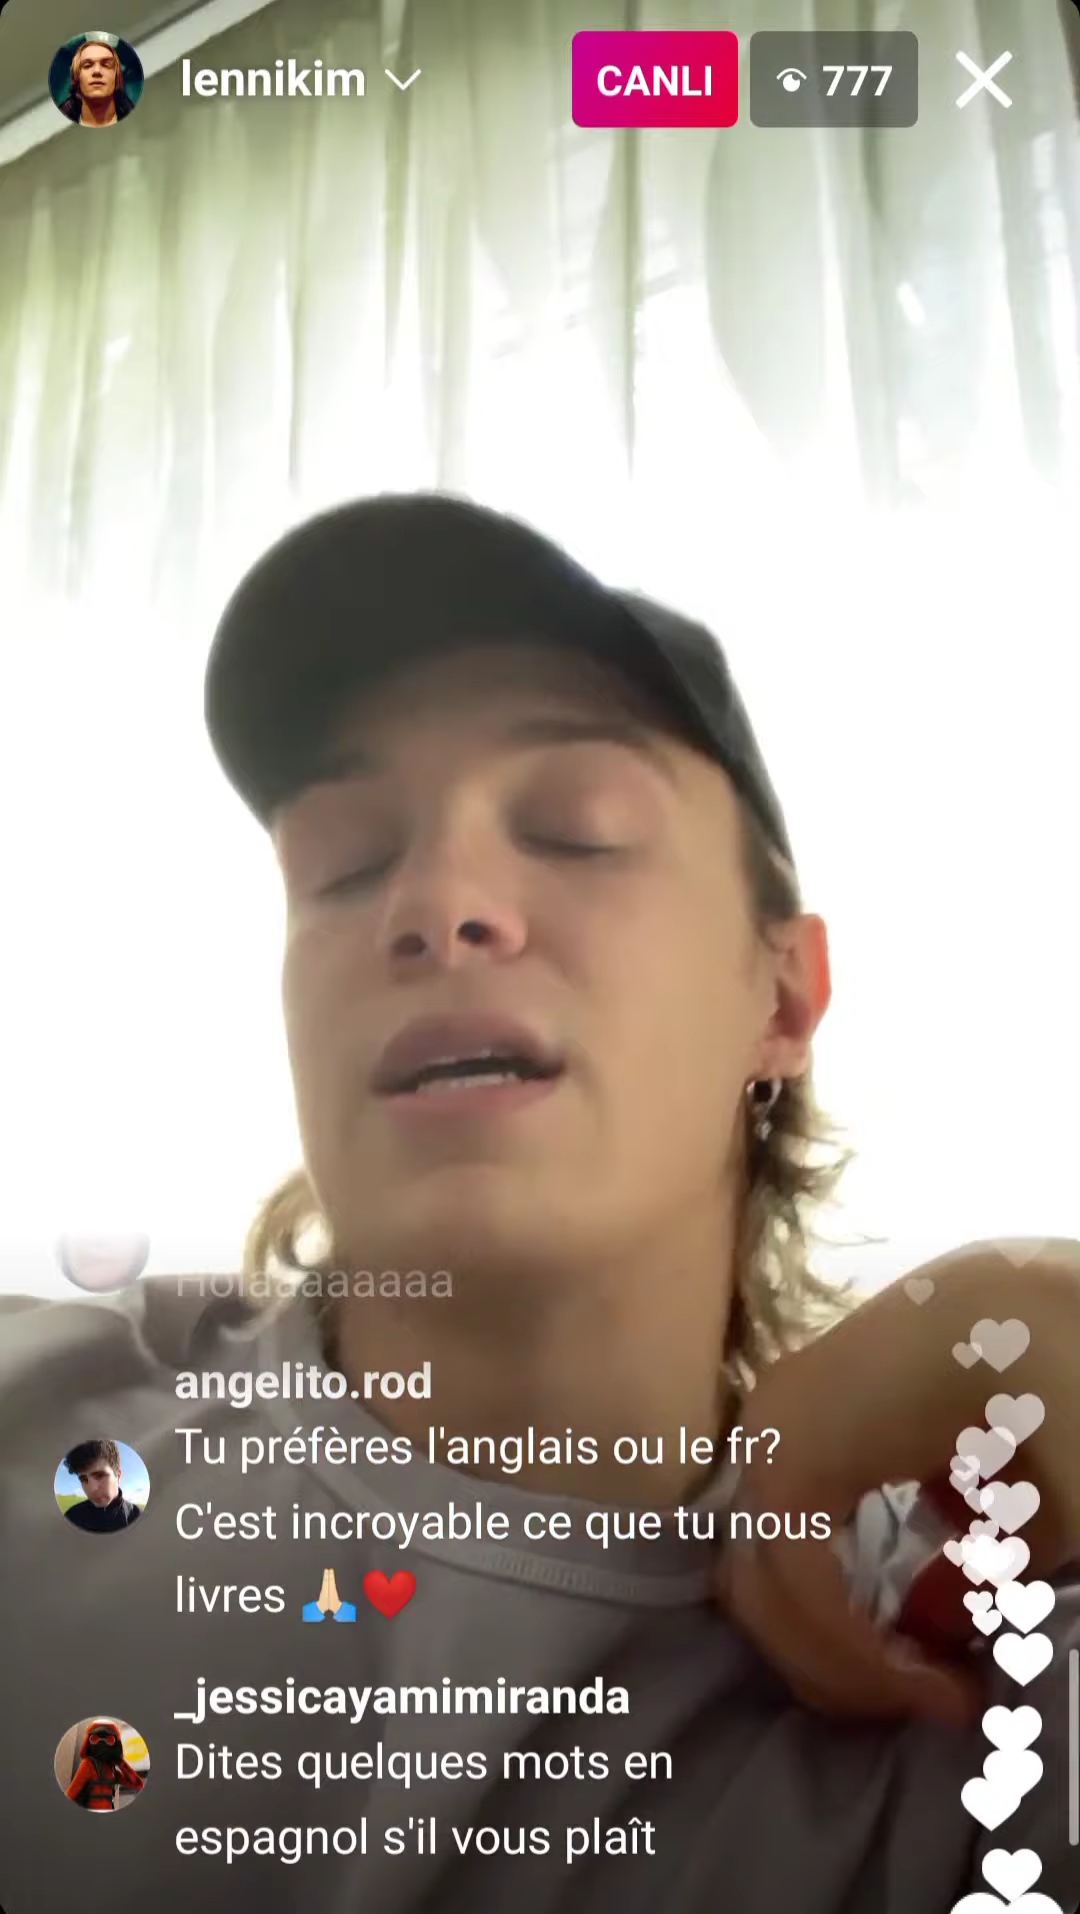 lennikim
CANLI
777
Holaaaaaaaa
angelito.rod
Tu préfères l'anglais ou le fr?
C'est incroyable ce que tu nous
livres 🙏🏻❤️
_jessicayamimiranda
Dites quelques mots en
espagnol s'il vous plaît